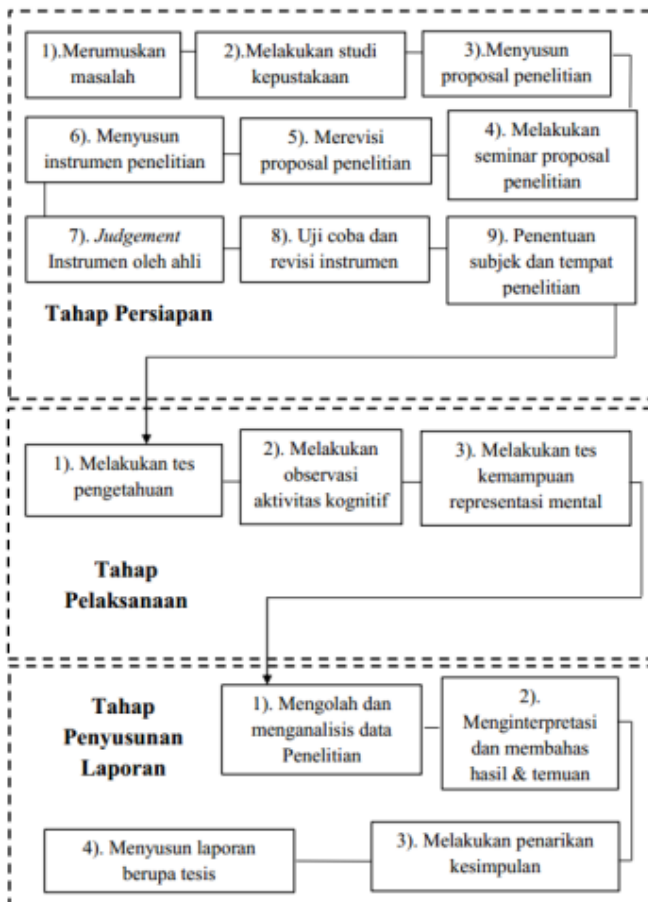 1).Merumuskan
masalah
2).Melakukan studi
kepustakaan
3).Menyusun
proposal penelitian
4). Melakukan
seminar proposal
penelitian
5). Merevisi
proposal penelitian
6). Menyusun
instrumen penelitian
7). Judgement
Instrumen oleh ahli
8). Uji coba dan
revisi instrumen
9). Penentuan
subjek dan tempat
penelitian
Tahap Persiapan
1). Melakukan tes
pengetahuan
2). Melakukan
observasi
aktivitas kognitif
3). Melakukan tes
kemampuan
representasi mental
Tahap
Pelaksanaan
Tahap
Penyusunan
Laporan
1). Mengolah dan
menganalisis data
Penelitian
2).
Menginterpretasi
dan membahas
hasil & temuan
3). Melakukan penarikan
kesimpulan
4). Menyusun laporan
berupa tesis